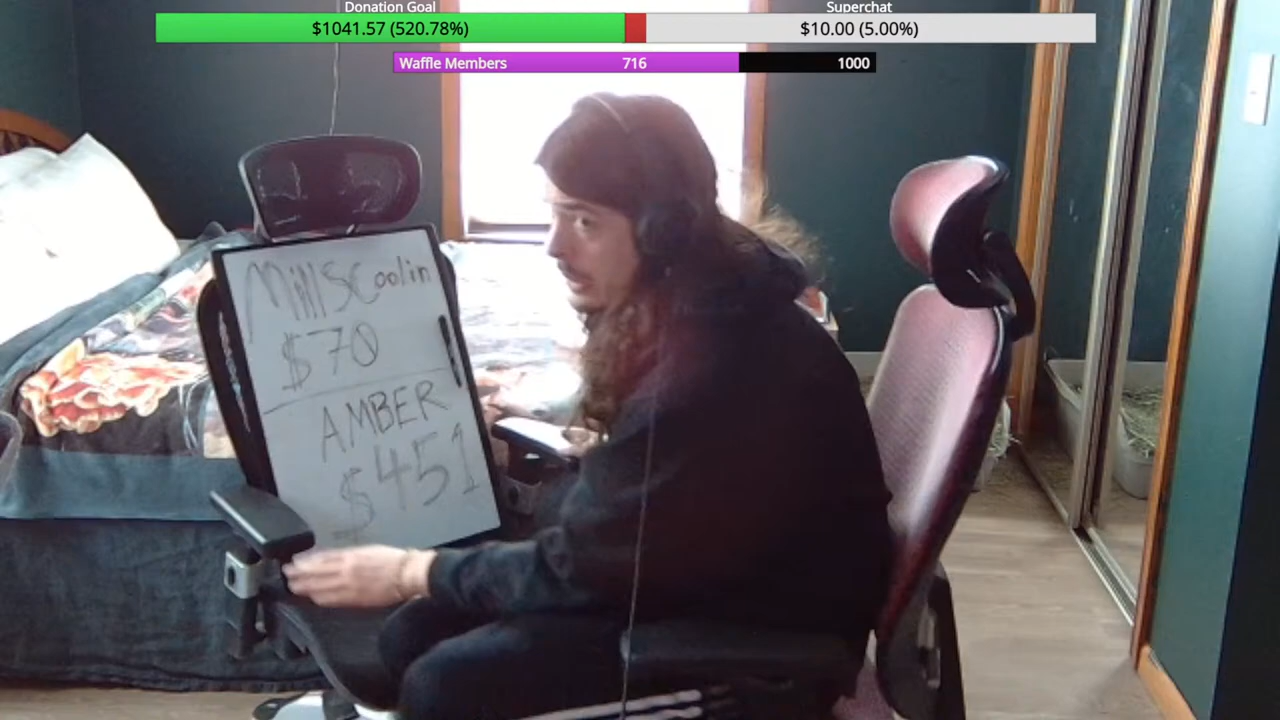 Donation Goal
Superchat
$1041.57 (520.78%)
$10.00 (5.00%)
Waffle Members 716 1000
MillSCoolin
$70
AMBER
$451